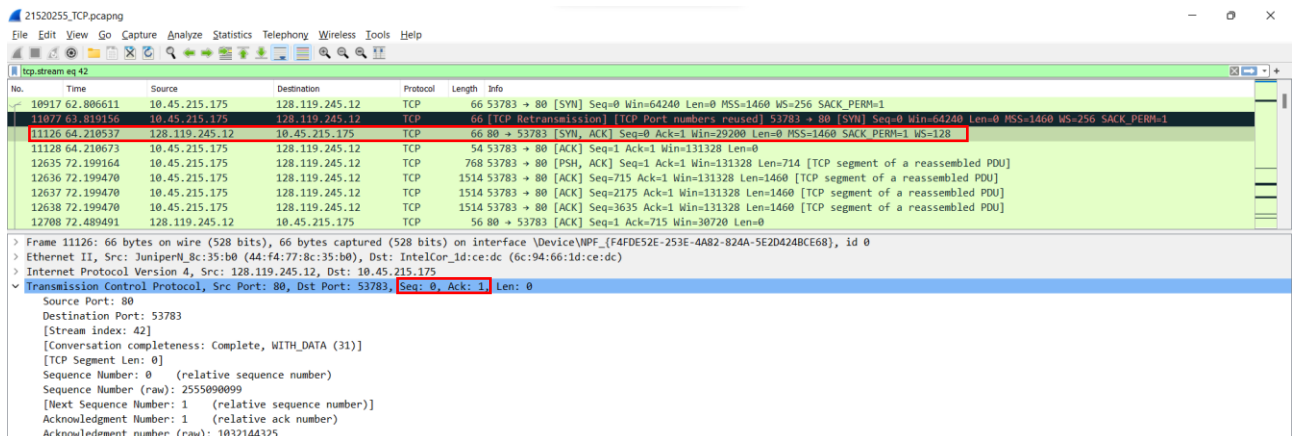 21520255_TCP.pcapng
File Edit View Go Capture Analyze Statistics Telephony Wireless Tools Help
tcp.stream eq 42
No. Time Source Destination Protocol Length Info
10917 62.806611 10.45.215.175 128.119.245.12 TCP 66 53783 → 80 [SYN] Seq=0 Win=64240 Len=0 MSS=1460 WS=256 SACK_PERM=1
11077 63.819156 10.45.215.175 128.119.245.12 TCP 66 [TCP Retransmission] [TCP Port numbers reused] 53783 → 80 [SYN] Seq=0 Win=64240 Len=0 MSS=1460 WS=256 SACK_PERM=1
11126 64.210537 128.119.245.12 10.45.215.175 TCP 66 80 → 53783 [SYN, ACK] Seq=0 Ack=1 Win=29200 Len=0 MSS=1460 SACK_PERM=1 WS=128
11128 64.210673 10.45.215.175 128.119.245.12 TCP 54 53783 → 80 [ACK] Seq=1 Ack=1 Win=131328 Len=0
12635 72.199164 10.45.215.175 128.119.245.12 TCP 768 53783 → 80 [PSH, ACK] Seq=1 Ack=1 Win=131328 Len=714 [TCP segment of a reassembled PDU]
12636 72.199470 10.45.215.175 128.119.245.12 TCP 1514 53783 → 80 [ACK] Seq=715 Ack=1 Win=131328 Len=1460 [TCP segment of a reassembled PDU]
12637 72.199470 10.45.215.175 128.119.245.12 TCP 1514 53783 → 80 [ACK] Seq=2175 Ack=1 Win=131328 Len=1460 [TCP segment of a reassembled PDU]
12638 72.199470 10.45.215.175 128.119.245.12 TCP 1514 53783 → 80 [ACK] Seq=3635 Ack=1 Win=131328 Len=1460 [TCP segment of a reassembled PDU]
12708 72.489491 128.119.245.12 10.45.215.175 TCP 56 80 → 53783 [ACK] Seq=1 Ack=715 Win=30720 Len=0
> Frame 11126: 66 bytes on wire (528 bits), 66 bytes captured (528 bits) on interface \Device\NPF_{F4FDE52E-253E-4A82-824A-5E2D424BCE68}, id 0
> Ethernet II, Src: JuniperN_8c:35:b0 (44:f4:77:8c:35:b0), Dst: IntelCor_1d:ce:dc (6c:94:66:1d:ce:dc)
> Internet Protocol Version 4, Src: 128.119.245.12, Dst: 10.45.215.175
Transmission Control Protocol, Src Port: 80, Dst Port: 53783, Seq: 0, Ack: 1, Len: 0
Source Port: 80
Destination Port: 53783
[Stream index: 42]
[Conversation completeness: Complete, WITH_DATA (31)]
[TCP Segment Len: 0]
Sequence Number: 0 (relative sequence number)
Sequence Number (raw): 2555090099
[Next Sequence Number: 1 (relative sequence number)]
Acknowledgment Number: 1 (relative ack number)
Acknowledgment number (raw): 1032144325